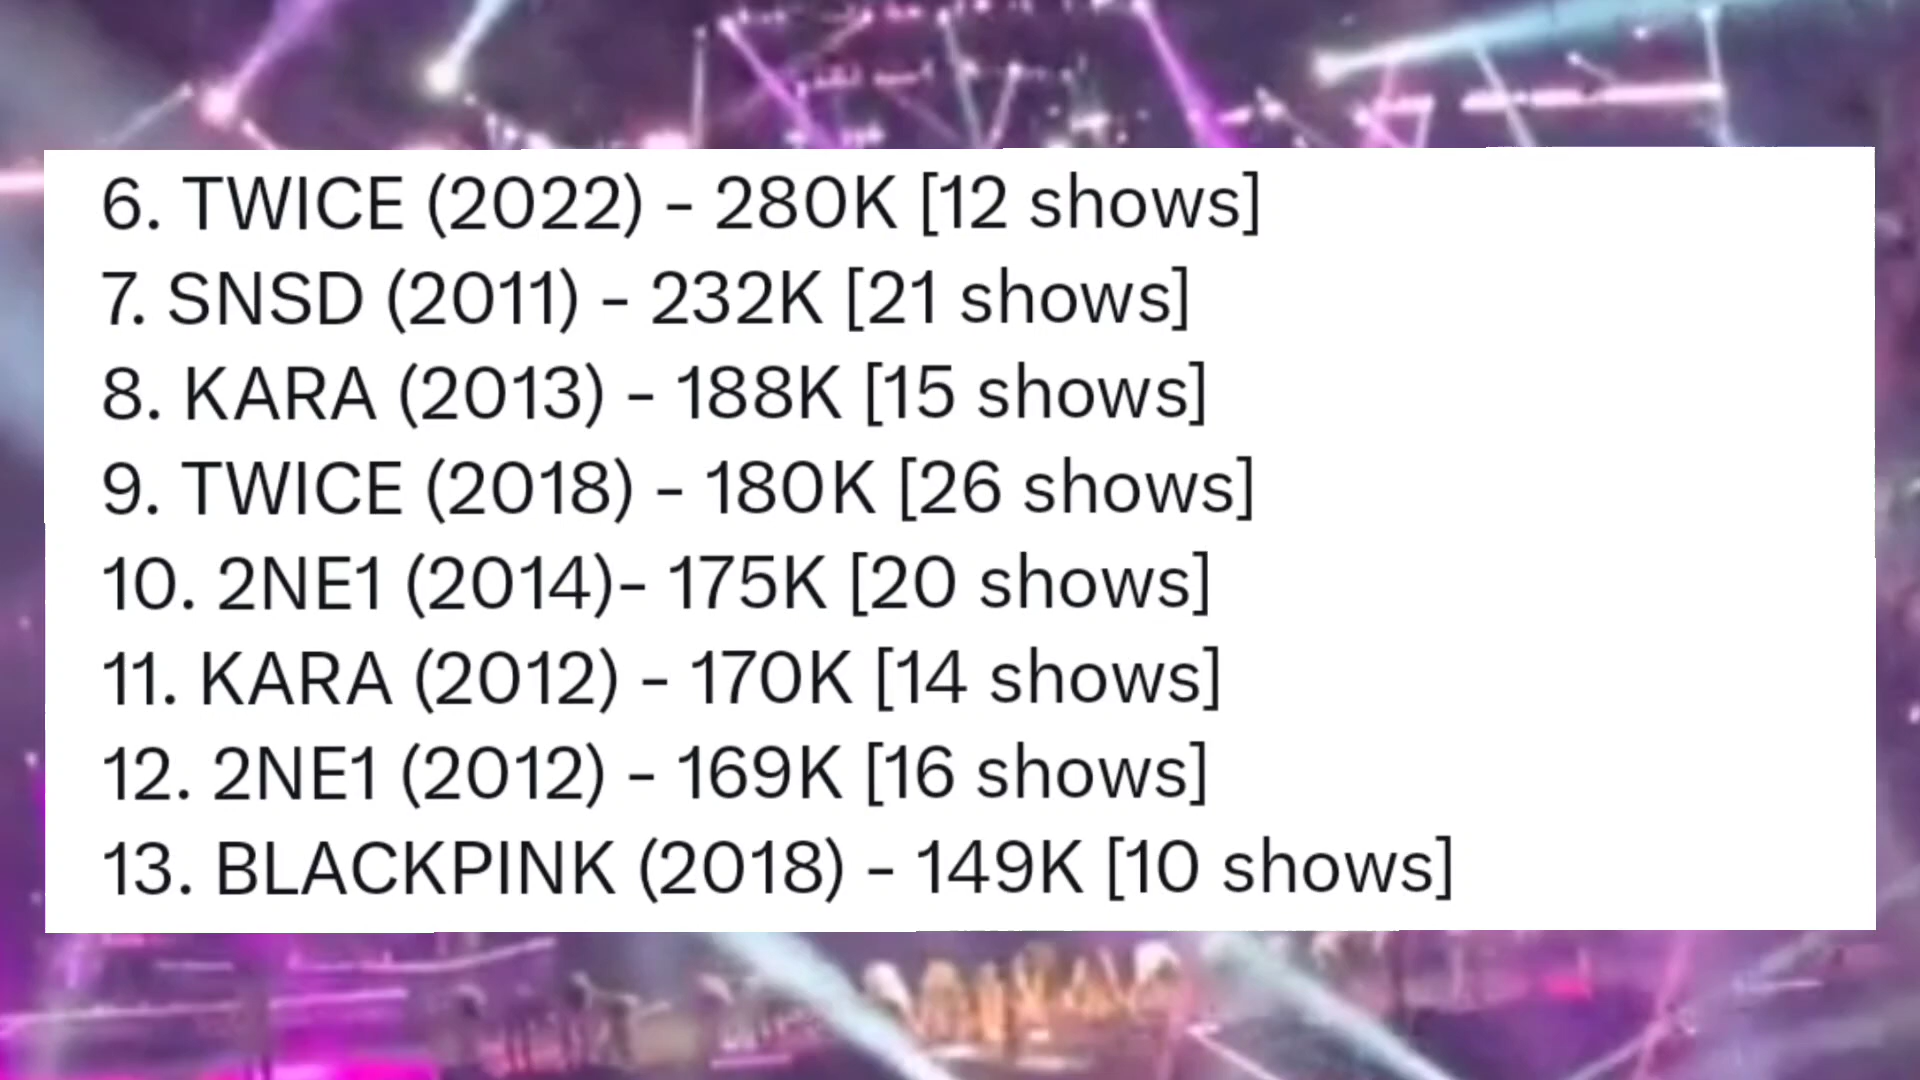 6. TWICE (2022) – 280K [12 shows]
7. SNSD (2011) – 232K [21 shows]
8. KARA (2013) – 188K [15 shows]
9. TWICE (2018) – 180K [26 shows]
10. 2NE1 (2014)– 175K [20 shows]
11. KARA (2012) – 170K [14 shows]
12. 2NE1 (2012) – 169K [16 shows]
13. BLACKPINK (2018) – 149K [10 shows]